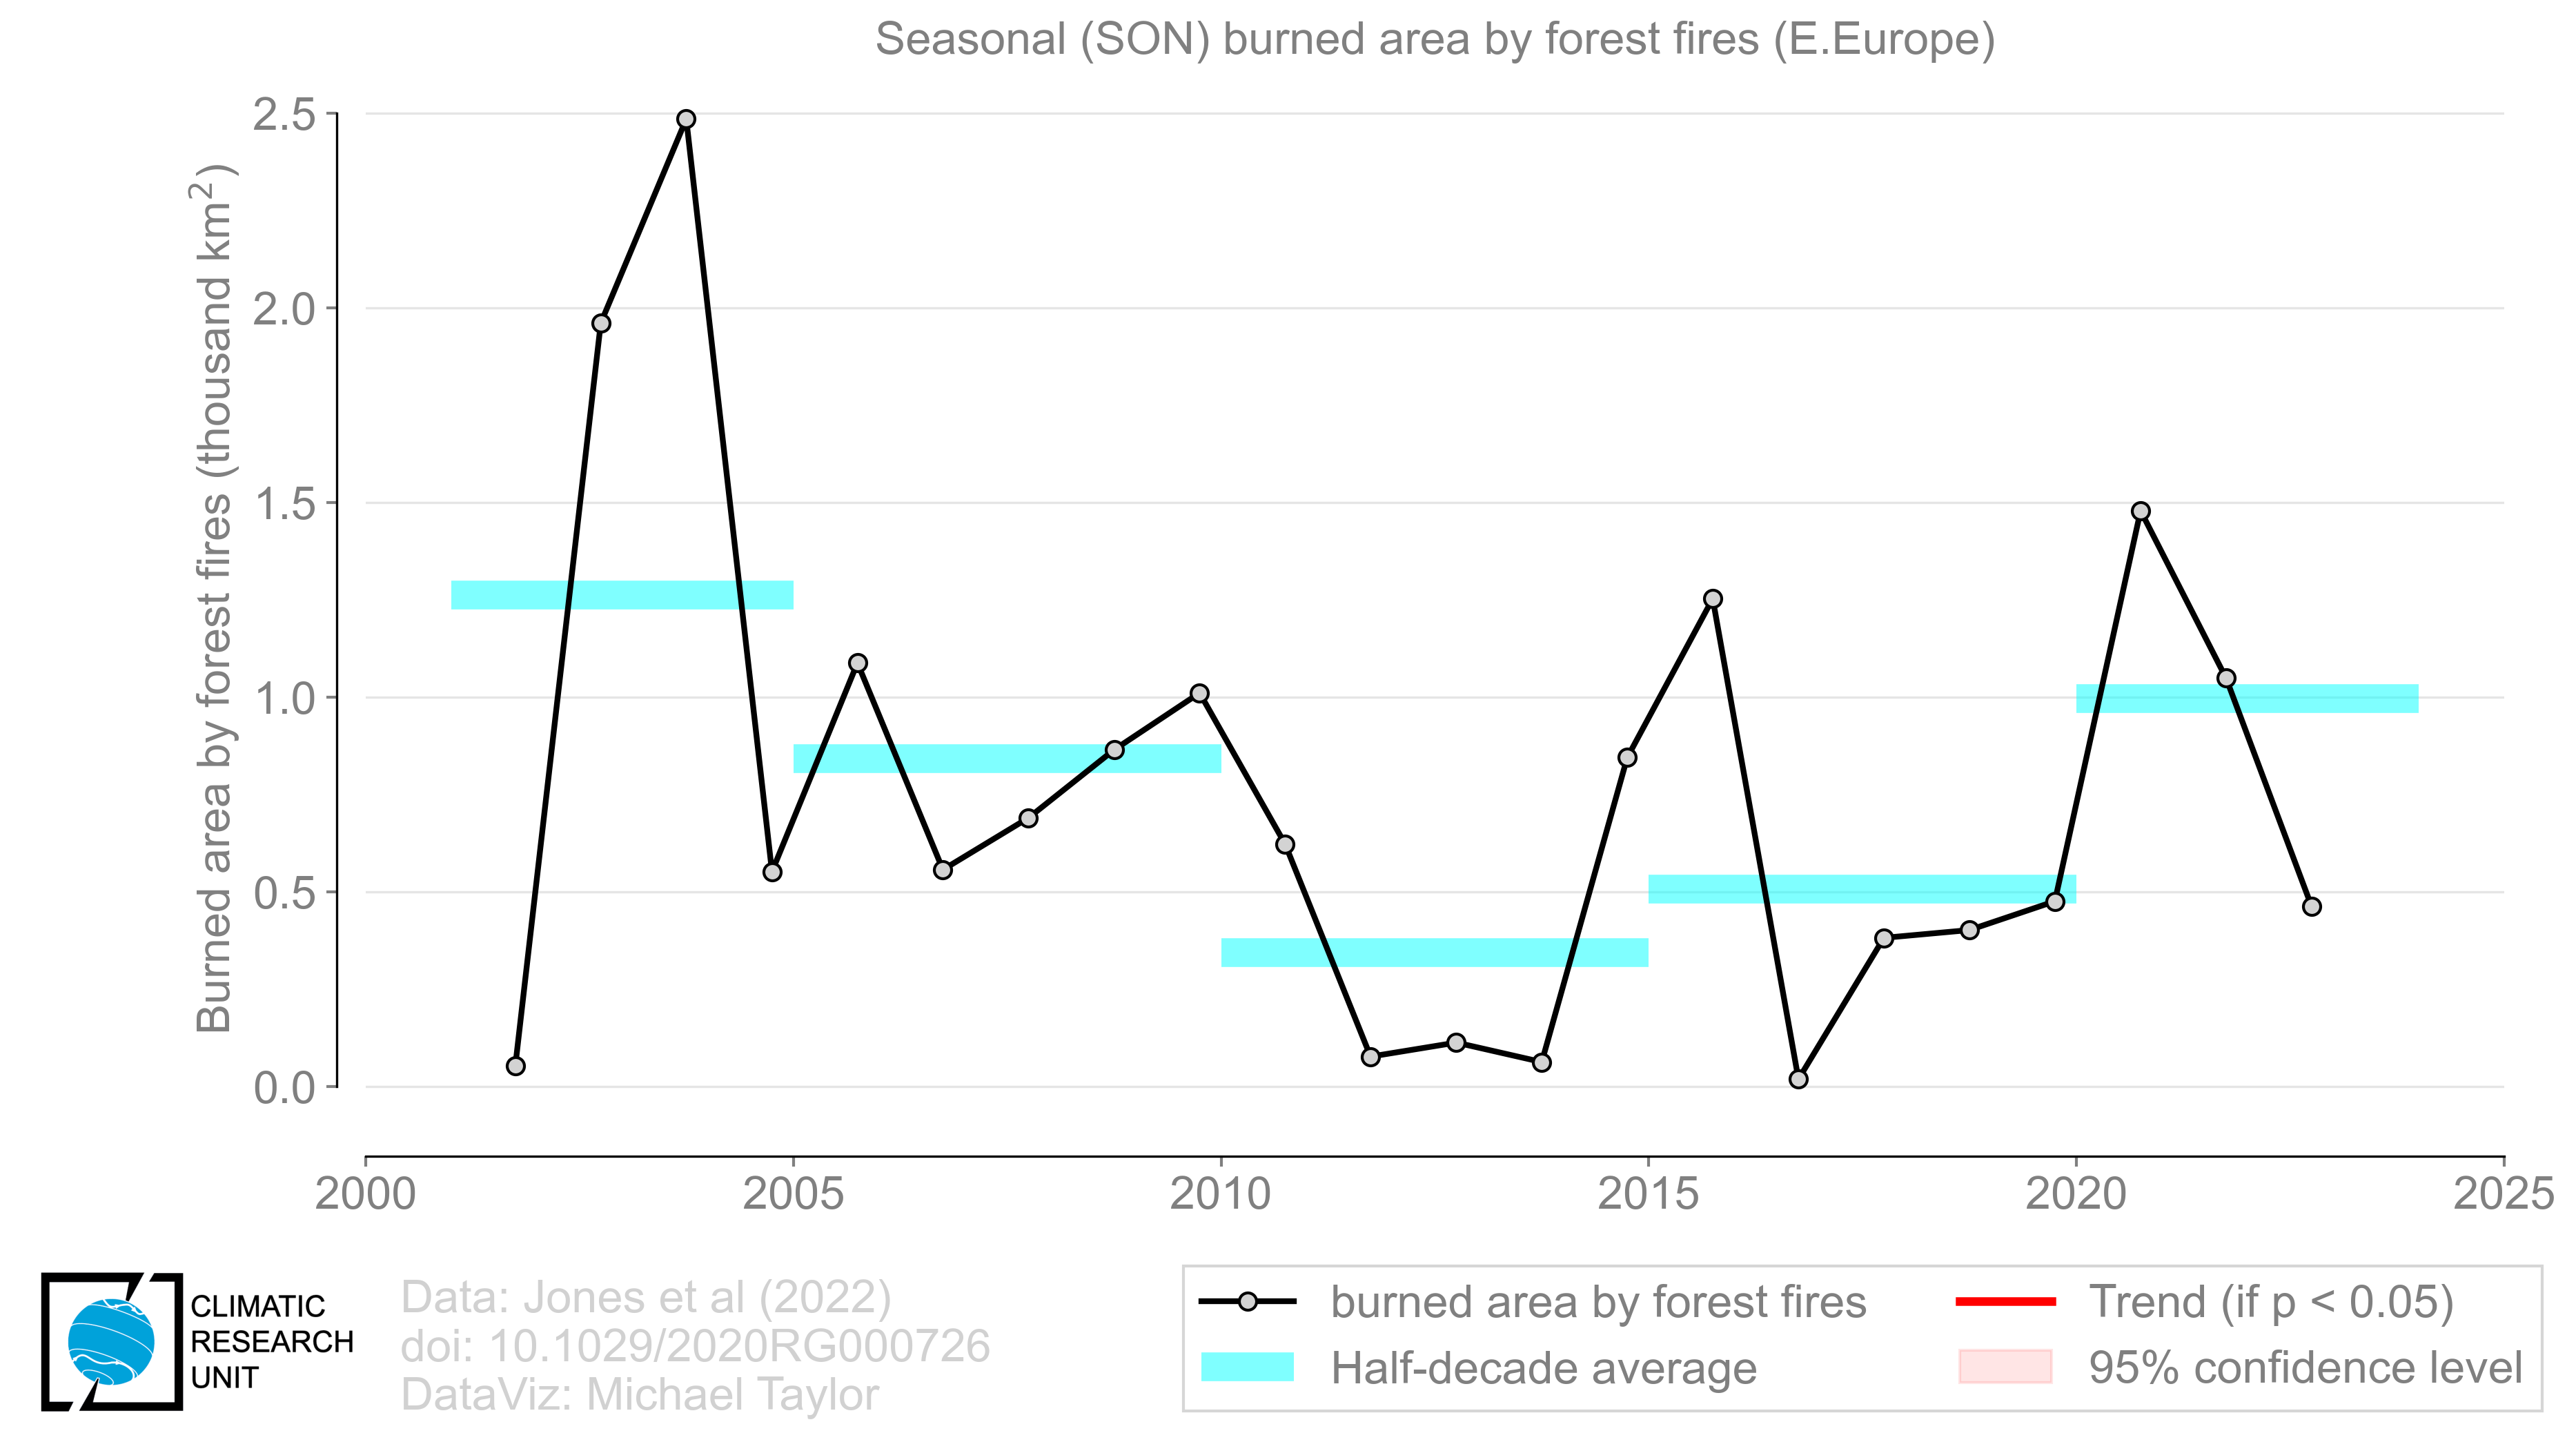 Seasonal (SON) burned area by forest fires (E.Europe)
Burned area by forest fires (thousand km²)
2.5
2.0
1.5
1.0
0.5
0.0
2000
2005
2010
2015
2020
2025
CLIMATIC
RESEARCH
UNIT
Data: Jones et al (2022)
doi: 10.1029/2020RG000726
DataViz: Michael Taylor
burned area by forest fires
Half-decade average
Trend (if p < 0.05)
95% confidence level